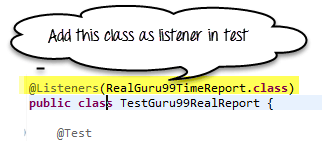 Add this class as listener in test
@Listeners(RealGuru99TimeReport.class)
public class TestGuru99RealReport {
@Test